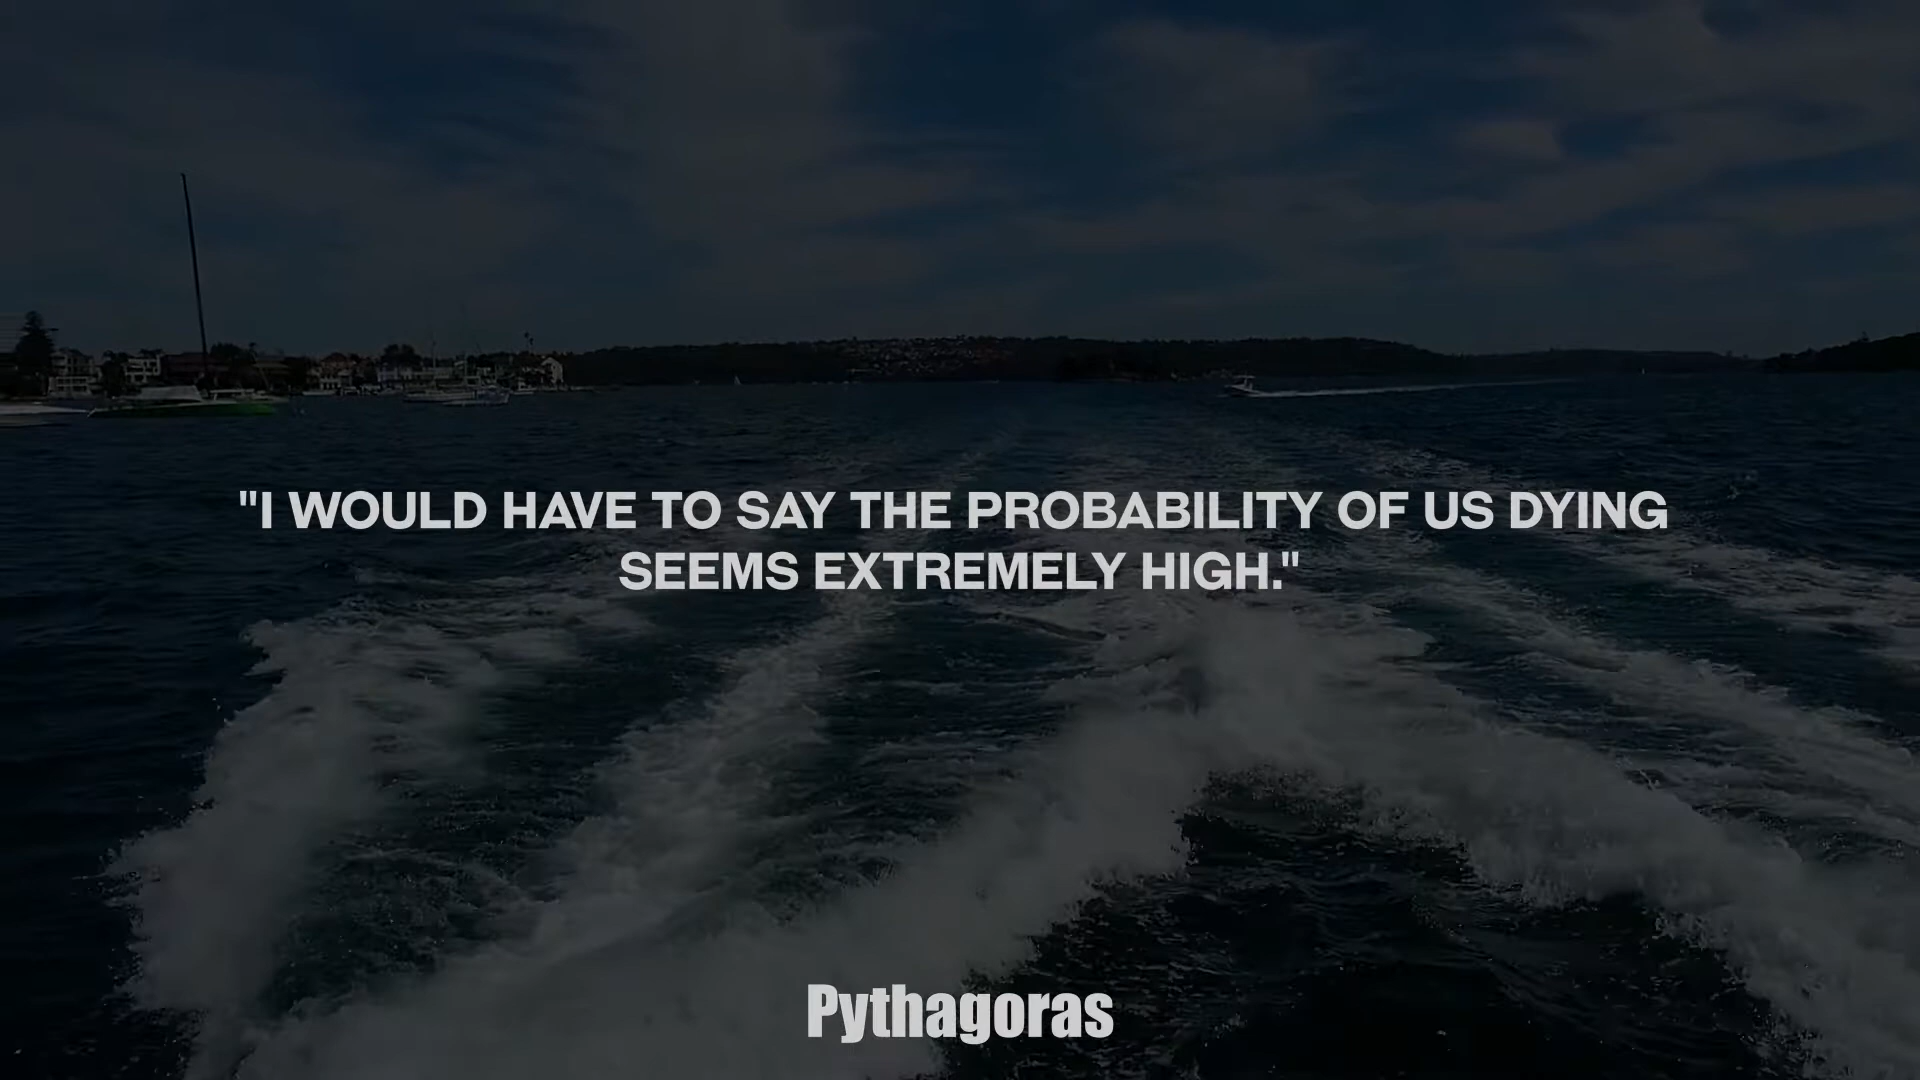 "I WOULD HAVE TO SAY THE PROBABILITY OF US DYING
SEEMS EXTREMELY HIGH."
Pythagoras